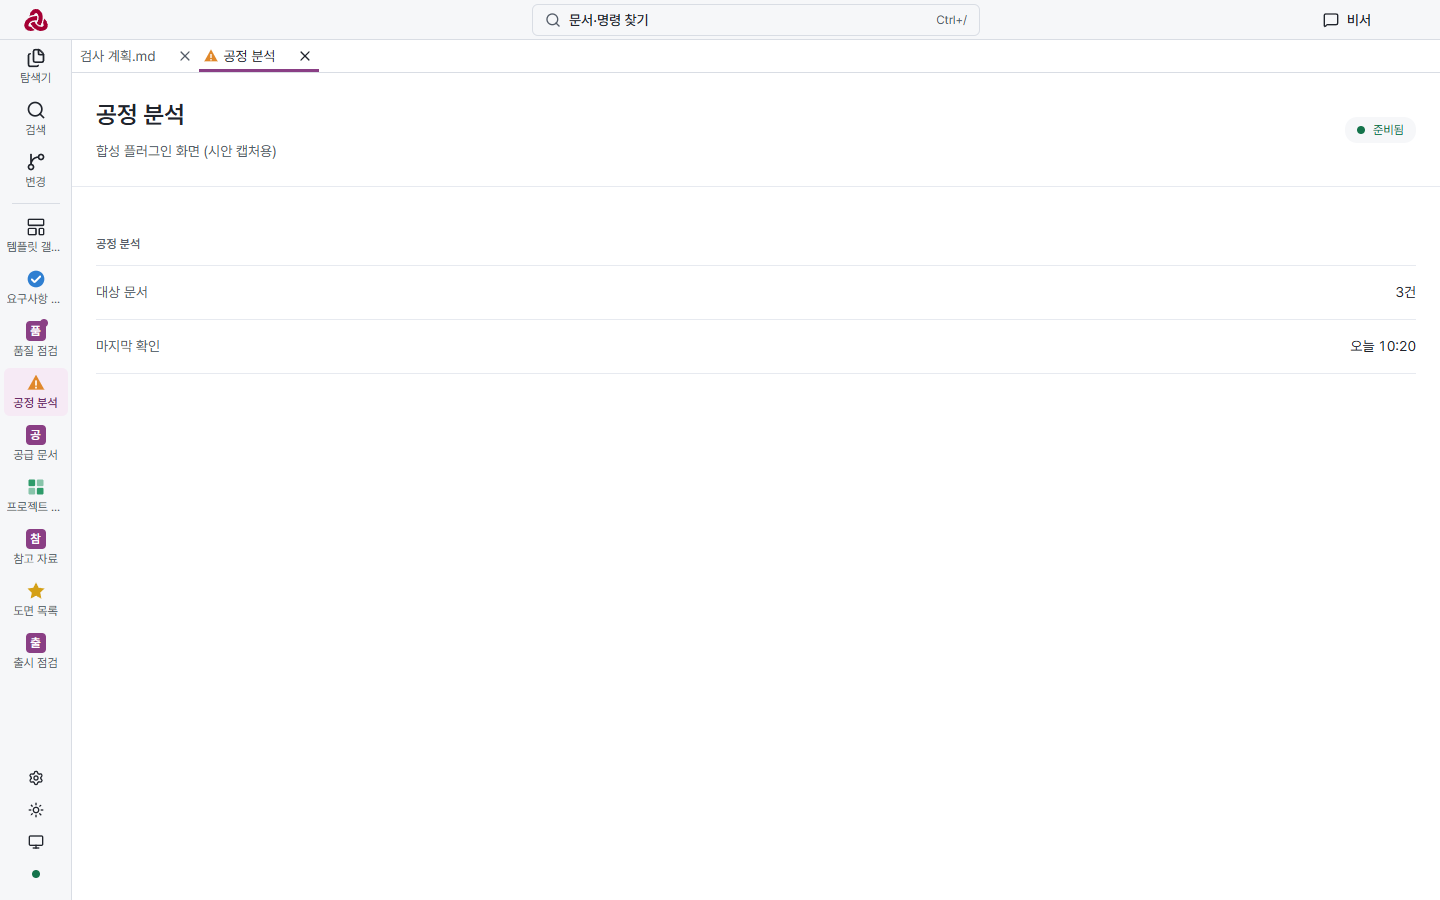 문서·명령 찾기
Ctrl+/
비서
탐색기
검색
변경
템플릿 갤...
요구사항 ...
품
품질 점검
공정 분석
공
공급 문서
프로젝트 ...
참
참고 자료
도면 목록
출
출시 점검
검사 계획.md
공정 분석
공정 분석
합성 플러그인 화면 (시안 캡처용)
준비됨
공정 분석
대상 문서
3건
마지막 확인
오늘 10:20